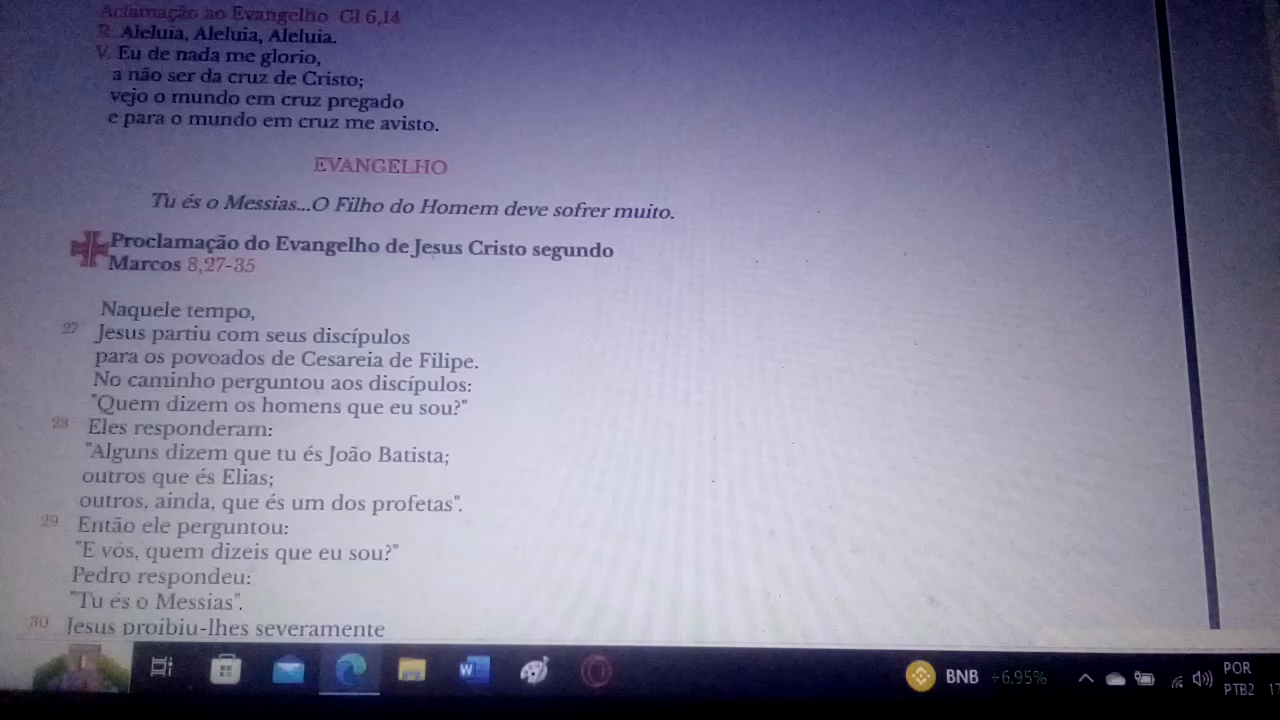 Aclamação ao Evangelho Gl 6,14
R. Aleluia, Aleluia, Aleluia.
V. Eu de nada me glorio,
a não ser da cruz de Cristo;
vejo o mundo em cruz pregado
e para o mundo em cruz me avisto.
EVANGELHO
Tu és o Messias...O Filho do Homem deve sofrer muito.
Proclamação do Evangelho de Jesus Cristo segundo
Marcos 8,27-35
Naquele tempo,
27 Jesus partiu com seus discípulos
para os povoados de Cesareia de Filipe.
No caminho perguntou aos discípulos:
"Quem dizem os homens que eu sou?"
28 Eles responderam:
"Alguns dizem que tu és João Batista;
outros que és Elias;
outros, ainda, que és um dos profetas".
29 Então ele perguntou:
"E vós, quem dizeis que eu sou?"
Pedro respondeu:
"Tu és o Messias".
30 Jesus proibiu-lhes severamente
W
BNB +6,95%
POR
PTB2